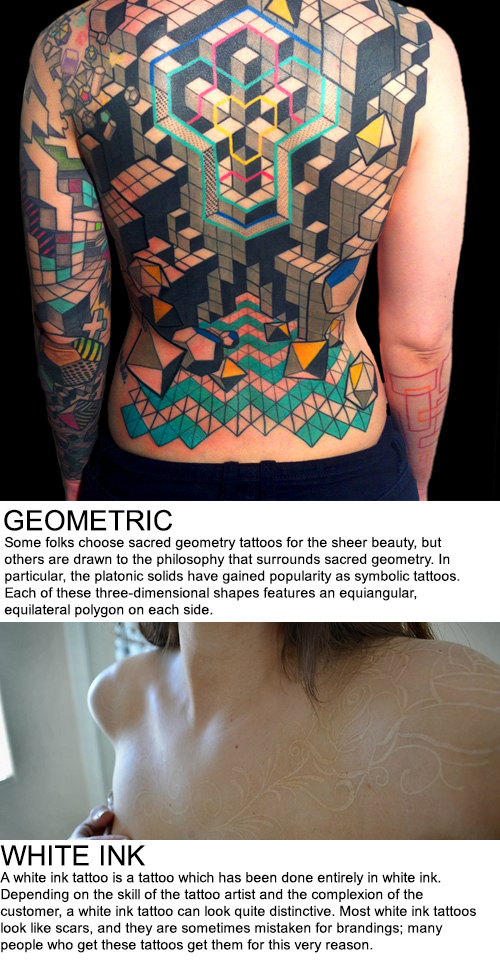 GEOMETRIC
Some folks choose sacred geometry tattoos for the sheer beauty, but
others are drawn to the philosophy that surrounds sacred geometry. In
particular, the platonic solids have gained popularity as symbolic tattoos.
Each of these three-dimensional shapes features an equiangular,
equilateral polygon on each side.
WHITE INK
A white ink tattoo is a tattoo which has been done entirely in white ink.
Depending on the skill of the tattoo artist and the complexion of the
customer, a white ink tattoo can look quite distinctive. Most white ink tattoos
look like scars, and they are sometimes mistaken for brandings; many
people who get these tattoos get them for this very reason.